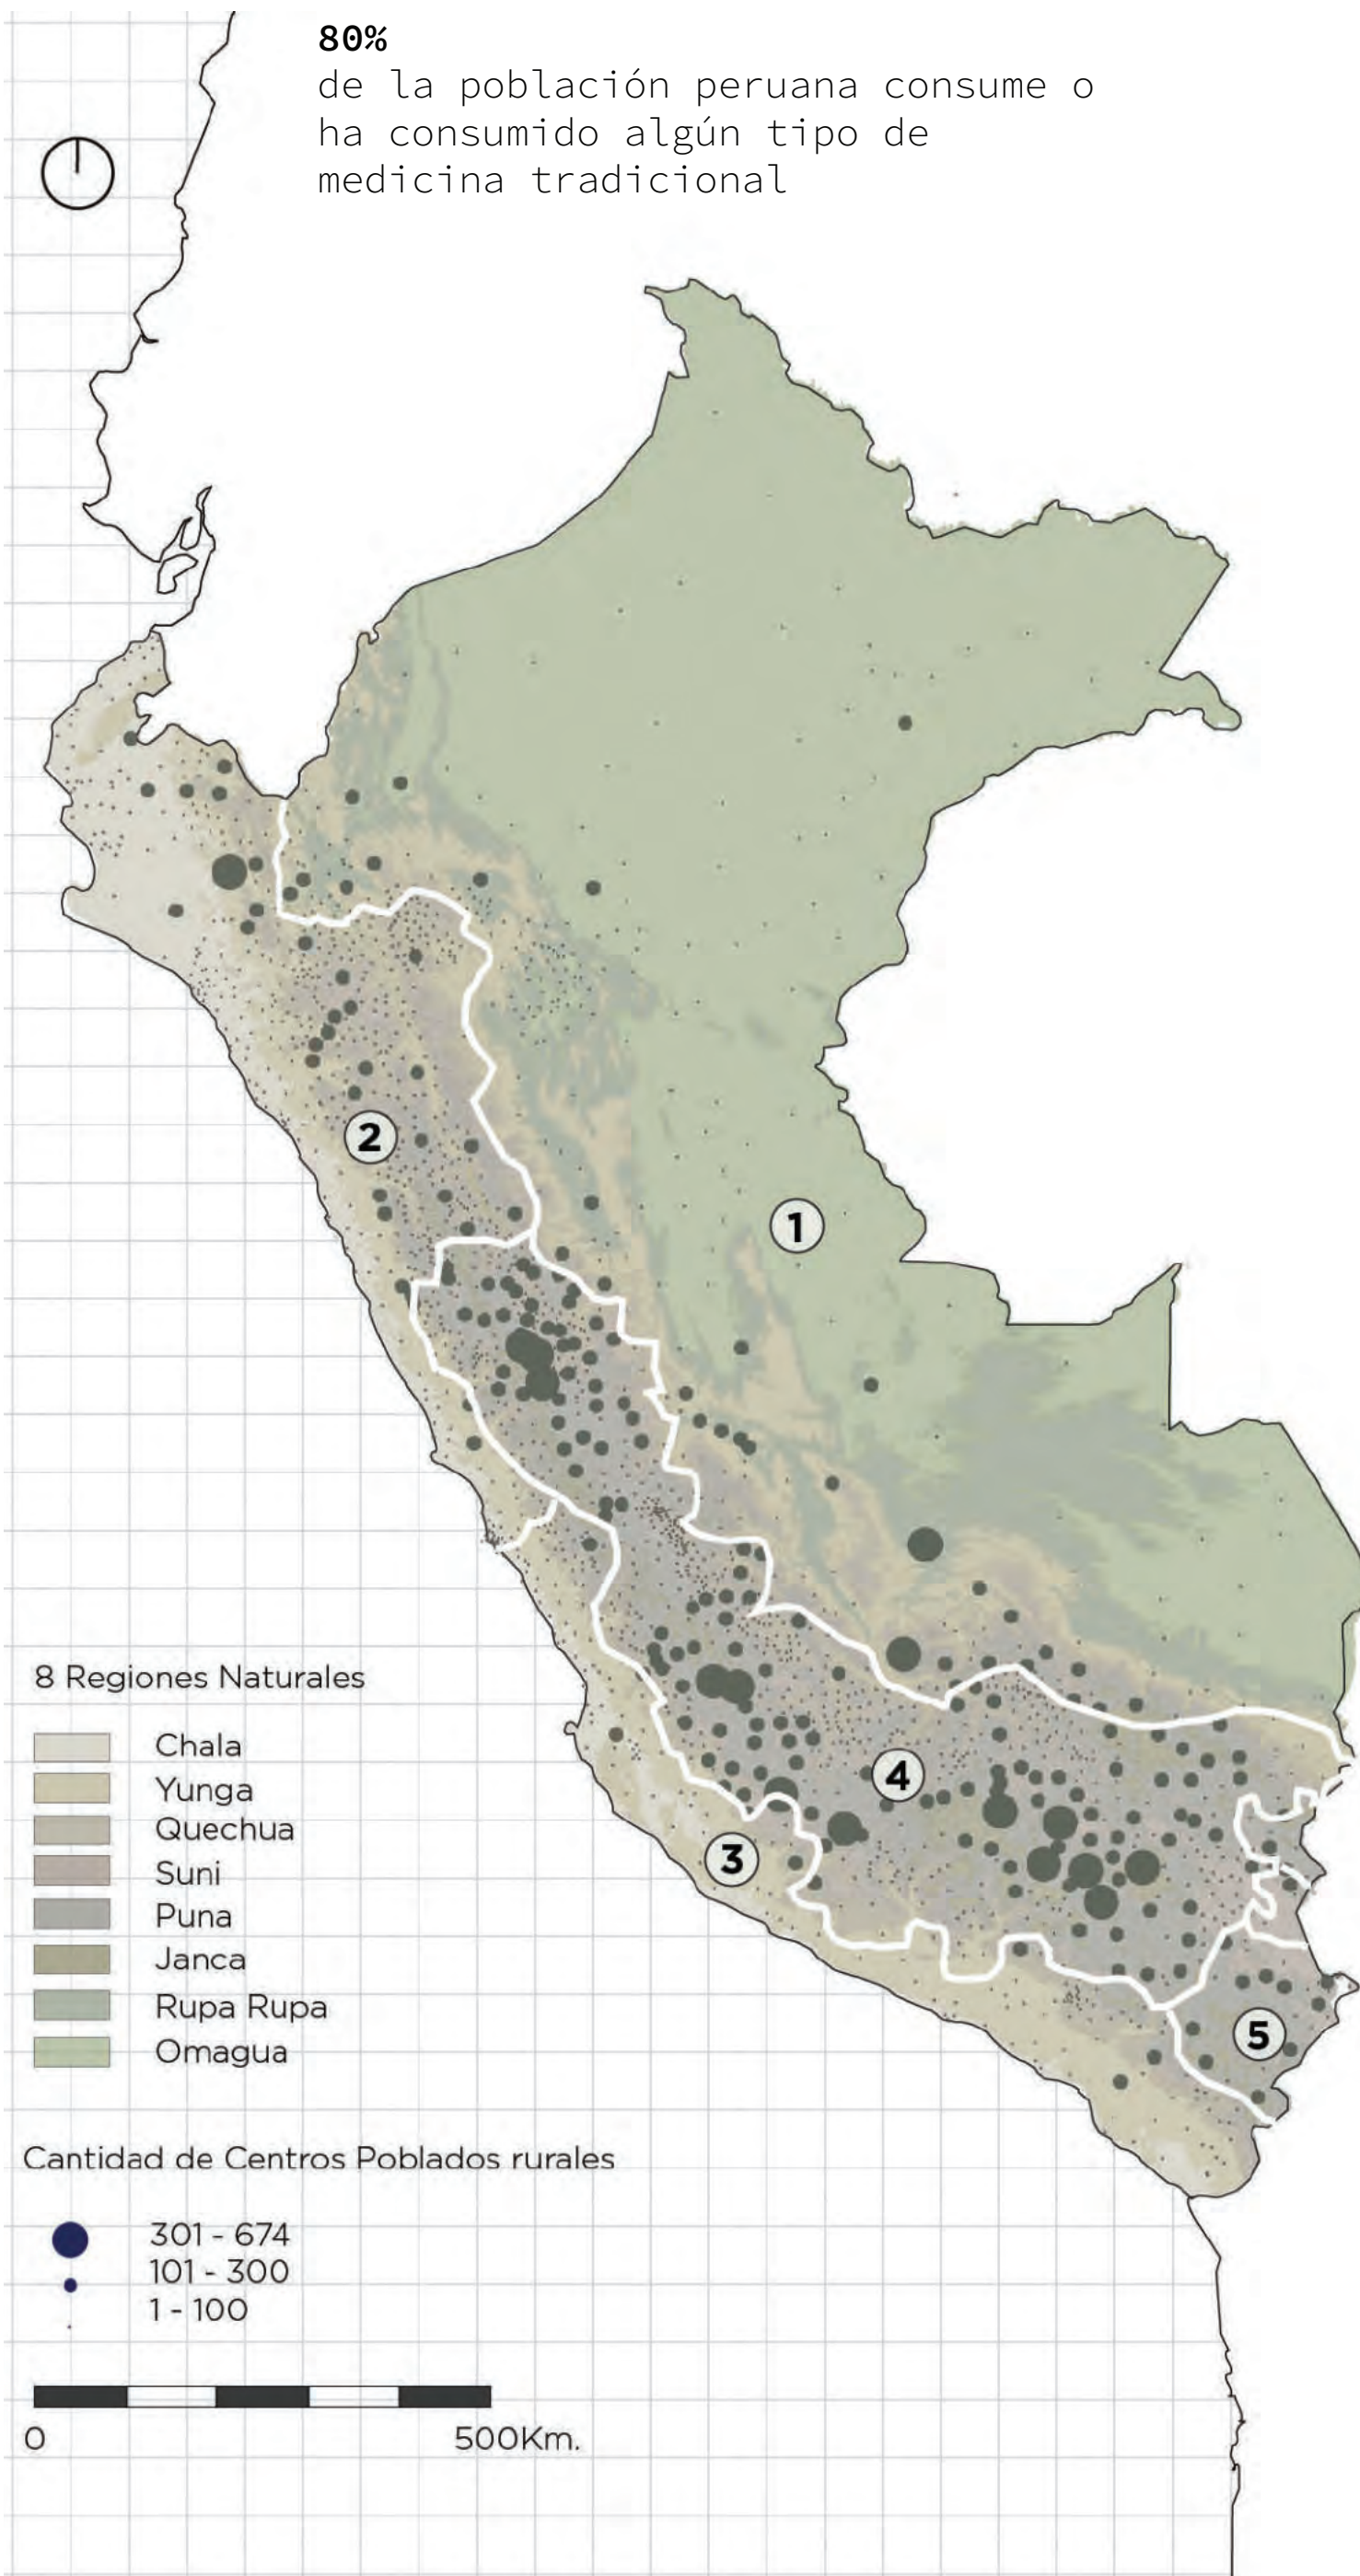 80%
de la población peruana consume o
ha consumido algún tipo de
medicina tradicional
2
1
4
3
5
8 Regiones Naturales
Chala
Yunga
Quechua
Suni
Puna
Janca
Rupa Rupa
Omagua
Cantidad de Centros Poblados rurales
301 - 674
101 - 300
1 - 100
0 500Km.